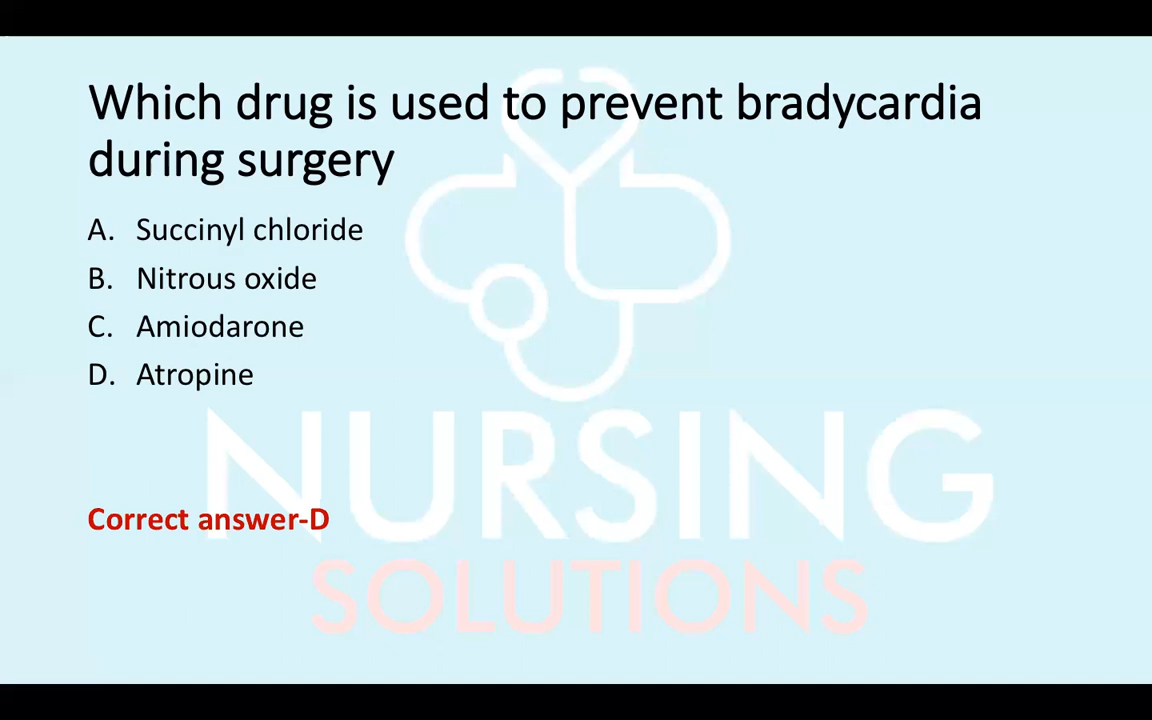 Which drug is used to prevent bradycardia
during surgery
A. Succinyl chloride
B. Nitrous oxide
C. Amiodarone
D. Atropine
Correct answer-D
NURSING
SOLUTIONS